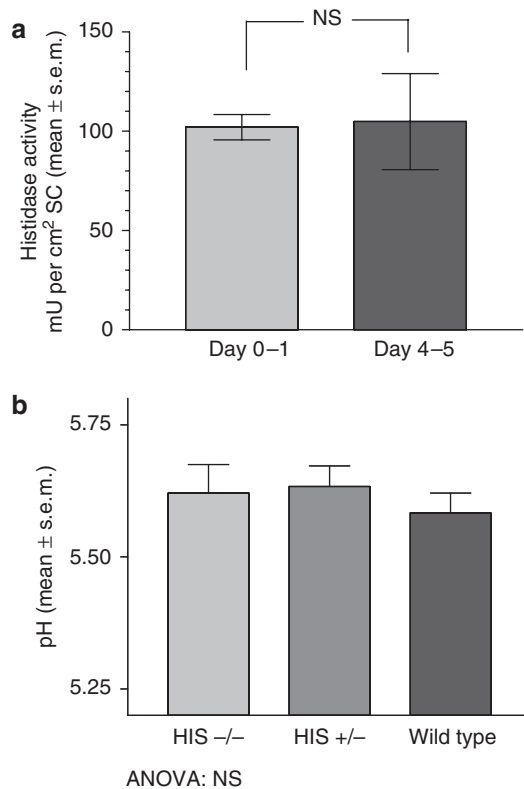 a
NS
Histidase activity
mU per cm² SC (mean ± s.e.m.)
150
100
50
0
Day 0–1
Day 4–5
b
pH (mean ± s.e.m.)
5.75
5.50
5.25
HIS –/–
HIS +/–
Wild type
ANOVA: NS